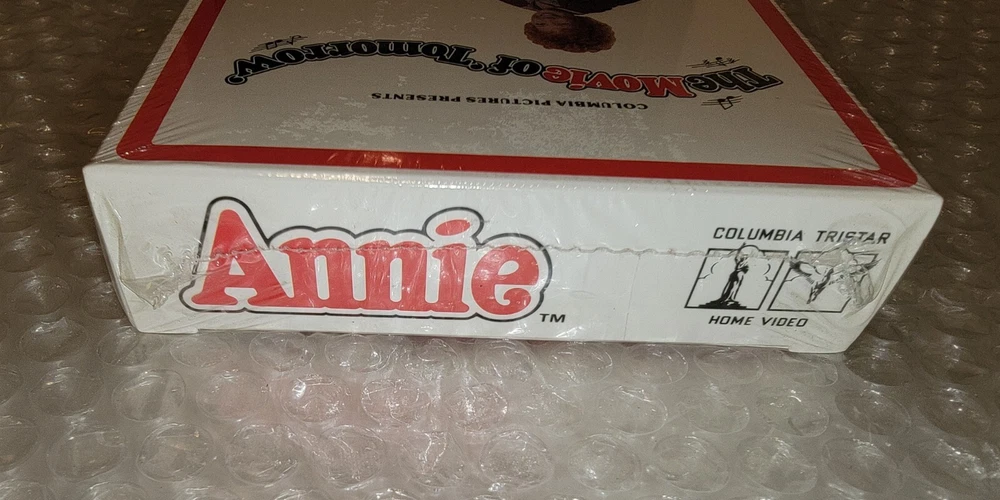 The Movie of "Tomorrow"
COLUMBIA PICTURES PRESENTS
Annie TM
COLUMBIA TRISTAR
HOME VIDEO